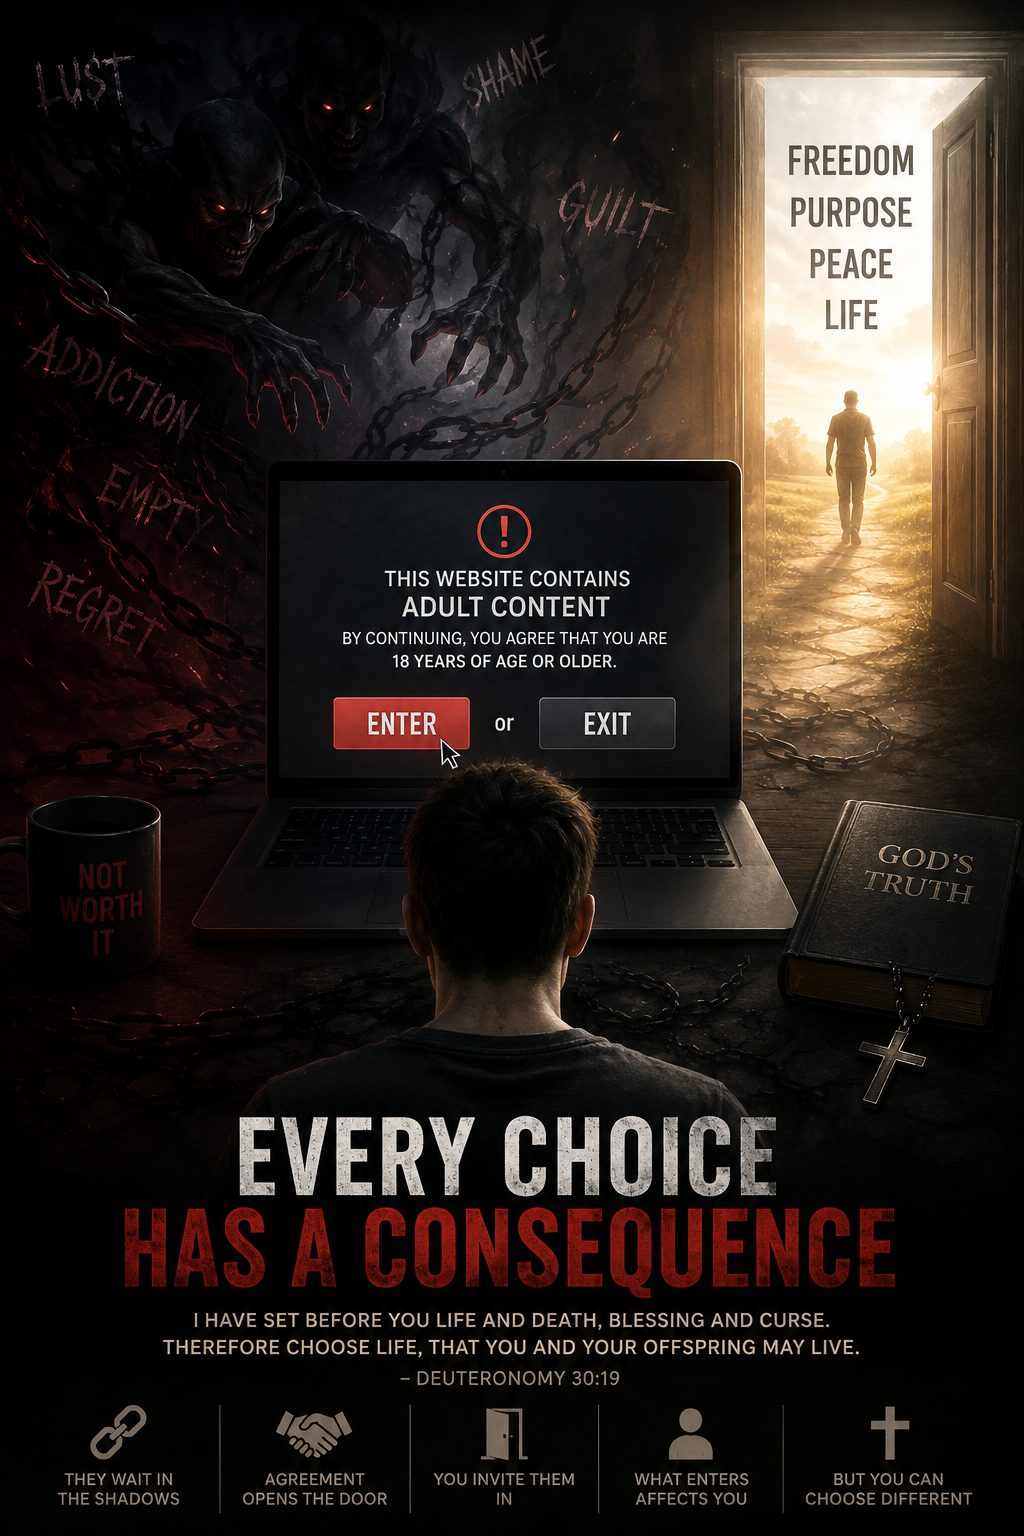 LUST
SHAME
GUILT
ADDICTION
EMPTY
REGRET
FREEDOM
PURPOSE
PEACE
LIFE
!
THIS WEBSITE CONTAINS
ADULT CONTENT
BY CONTINUING, YOU AGREE THAT YOU ARE
18 YEARS OF AGE OR OLDER.
ENTER or EXIT
NOT
WORTH
IT
GOD'S
TRUTH
EVERY CHOICE
HAS A CONSEQUENCE
I HAVE SET BEFORE YOU LIFE AND DEATH, BLESSING AND CURSE.
THEREFORE CHOOSE LIFE, THAT YOU AND YOUR OFFSPRING MAY LIVE.
– DEUTERONOMY 30:19
THEY WAIT IN
THE SHADOWS
AGREEMENT
OPENS THE DOOR
YOU INVITE THEM
IN
WHAT ENTERS
AFFECTS YOU
BUT YOU CAN
CHOOSE DIFFERENT